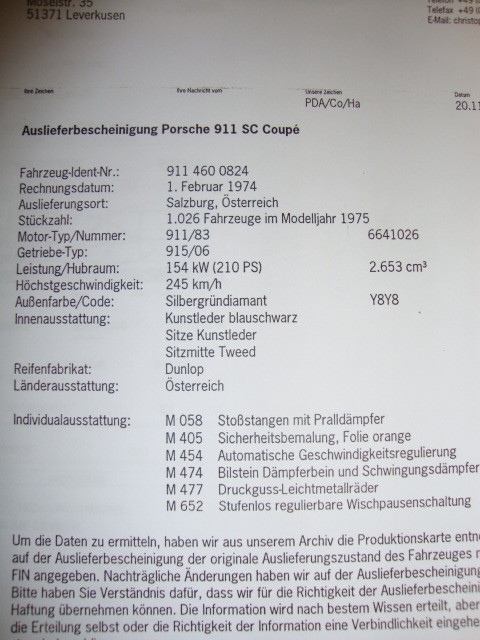 Moselstr. 35
51371 Leverkusen
Telefax +49 (
E-Mail: christop
Ihre Zeichen Ihre Nachricht vom Unsere Zeichen Datum
PDA/Co/Ha 20.11
Auslieferbescheinigung Porsche 911 SC Coupé
Fahrzeug-Ident-Nr.: 911 460 0824
Rechnungsdatum: 1. Februar 1974
Auslieferungsort: Salzburg, Österreich
Stückzahl: 1.026 Fahrzeuge im Modelljahr 1975
Motor-Typ/Nummer: 911/83 6641026
Getriebe-Typ: 915/06
Leistung/Hubraum: 154 kW (210 PS) 2.653 cm³
Höchstgeschwindigkeit: 245 km/h
Außenfarbe/Code: Silbergründiamant Y8Y8
Innenausstattung: Kunstleder blauschwarz
Sitze Kunstleder
Sitzmitte Tweed
Reifenfabrikat: Dunlop
Länderausstattung: Österreich
Individualausstattung: M 058 Stoßstangen mit Pralldämpfer
M 405 Sicherheitsbemalung, Folie orange
M 454 Automatische Geschwindigkeitsregulierung
M 474 Bilstein Dämpferbein und Schwingungsdämpfer
M 477 Druckguss-Leichtmetallräder
M 652 Stufenlos regulierbare Wischpausenschaltung
Um die Daten zu ermitteln, haben wir aus unserem Archiv die Produktionskarte entn
auf der Auslieferbescheinigung der originale Auslieferungszustand des Fahrzeuges
FIN angegeben. Nachträgliche Änderungen haben wir auf der Auslieferbescheinigung
Bitte haben Sie Verständnis dafür, dass wir für die Richtigkeit der Auslieferbescheini
Haftung übernehmen können. Die Information wird nach bestem Wissen erteilt, aber
die Erteilung selbst oder die Richtigkeit der Information eine Verbindlichkeit eingehe